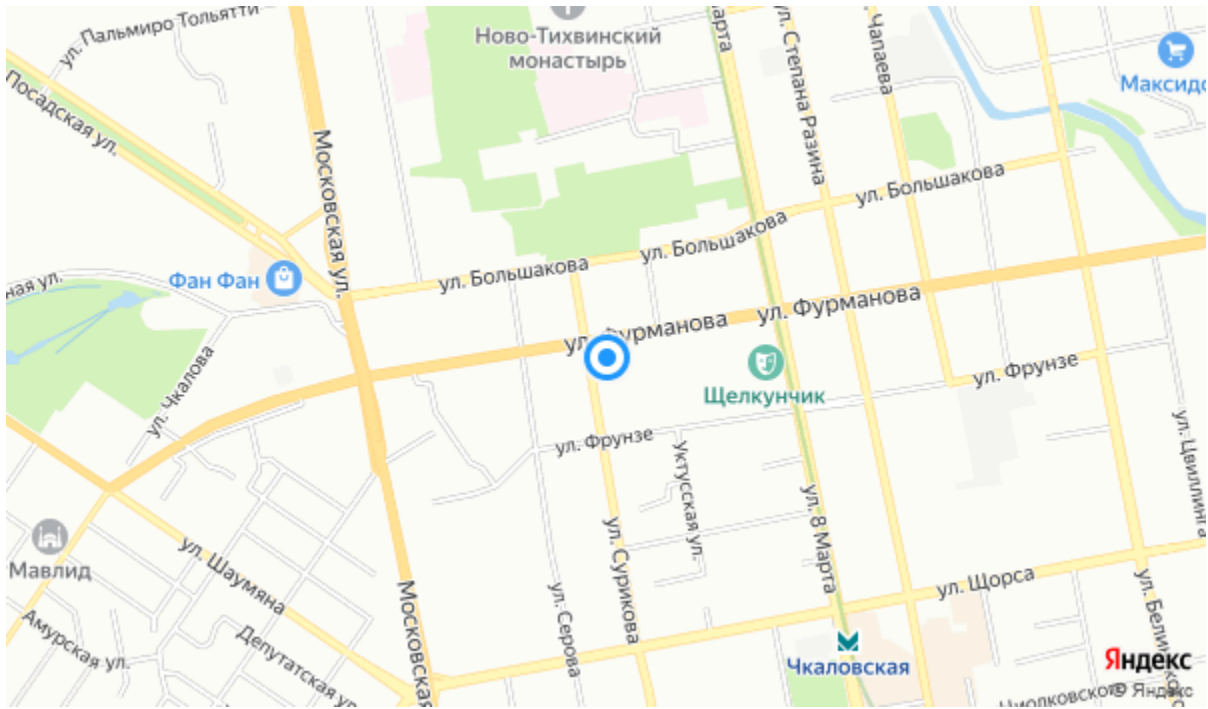 ул. Пальмиро Тольятти
Ново-Тихвинский
монастырь
Марта
ул. Степана Разина
Чапаева
Максидо
Посадская ул.
Московская ул.
ул. Большакова
ул. Большакова
ул. Большакова
ная ул.
Фан Фан
ул. Фурманова
ул. Фурманова
Щелкунчик
ул. Чкалова
ул. Фрунзе
ул. Фрунзе
Уктусская ул.
ул. Цвиллинга
ул. 8 Марта
Мавлид
ул. Шаумяна
ул. Сурикова
ул. Серова
ул. Щорса
Амурская ул.
Депутатская ул.
Московская
Чкаловская
ул. Белинского
Яндекс
Циолковского
© Яндекс